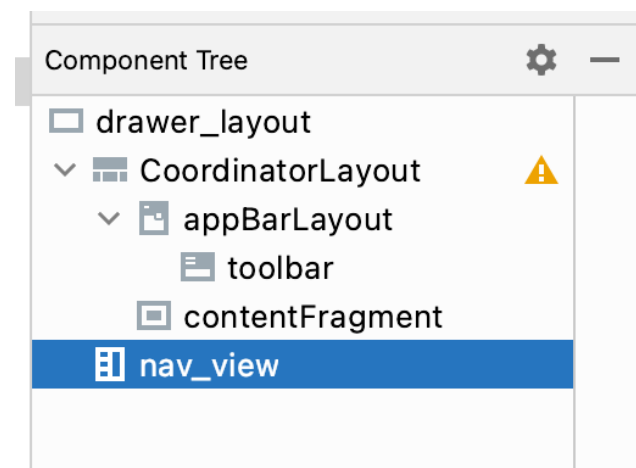 Component Tree
drawer_layout
CoordinatorLayout
appBarLayout
toolbar
contentFragment
nav_view